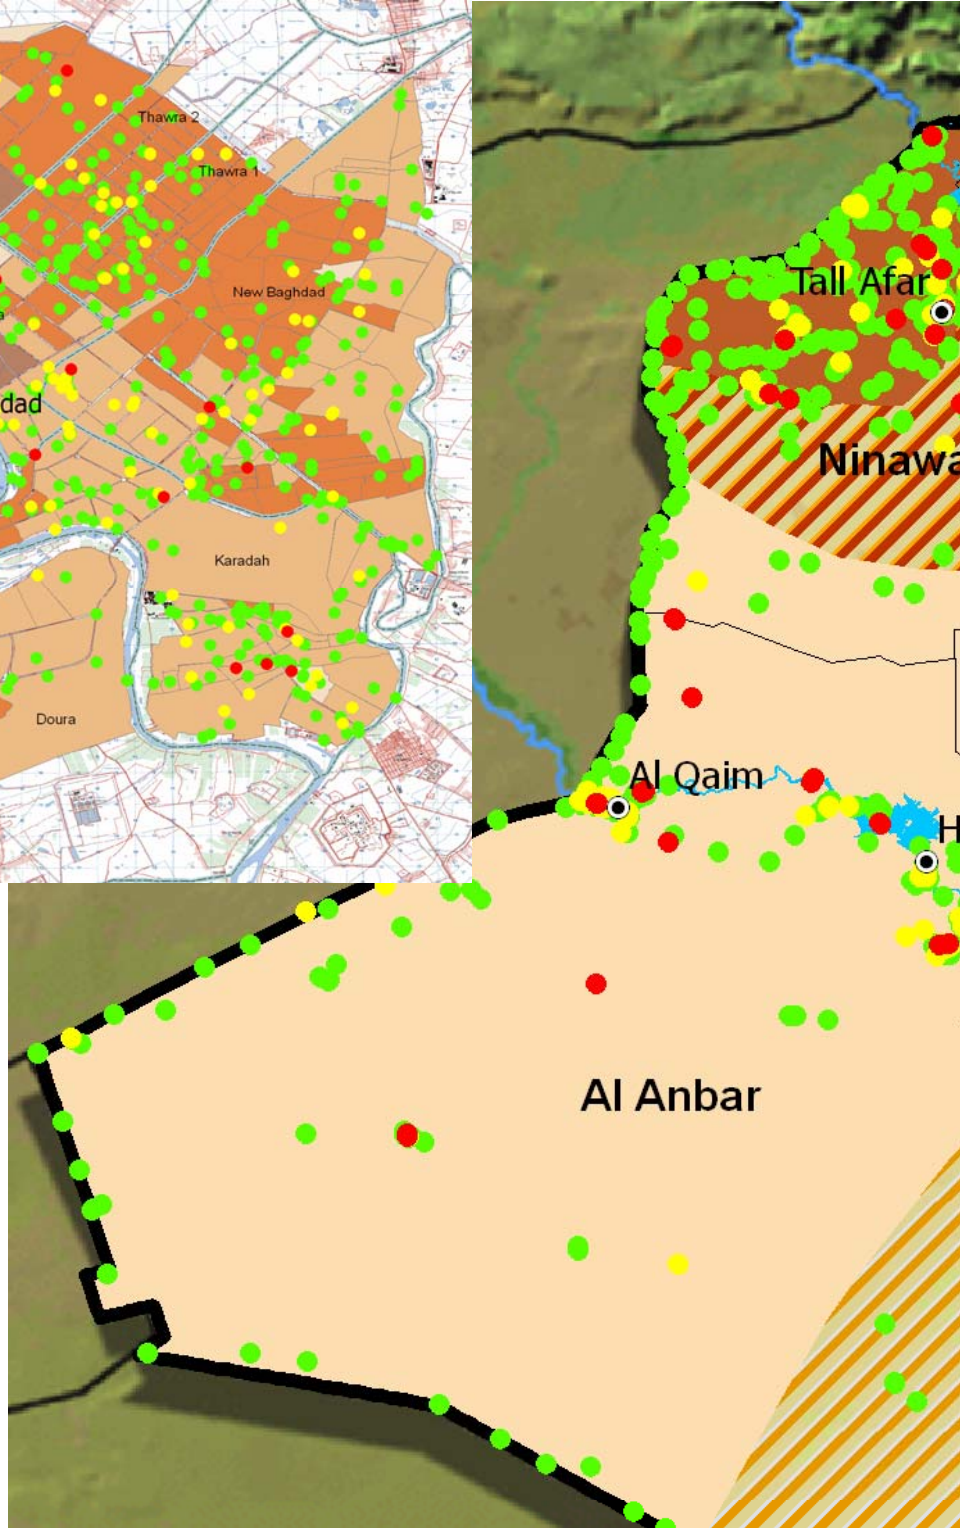 Thawra 2
Thawra 1
New Baghdad
dad
Karadah
Doura
Tall Afar
Ninawa
Al Qaim
H
Al Anbar